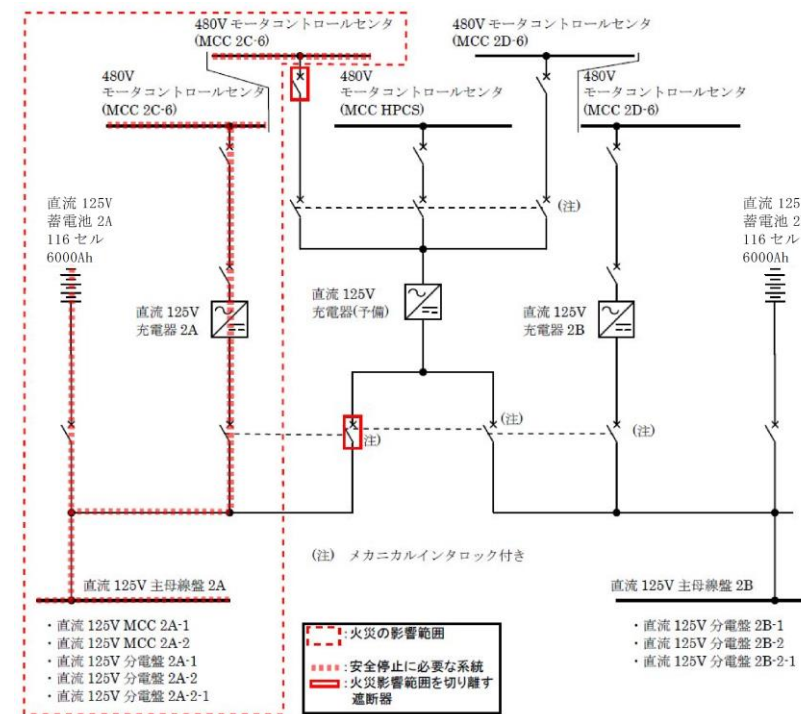 480V モータコントロールセンタ
(MCC 2C-6)
480V モータコントロールセンタ
(MCC 2D-6)
480V
モータコントロールセンタ
(MCC 2C-6)
480V
モータコントロールセンタ
(MCC HPCS)
480V
モータコントロールセンタ
(MCC 2D-6)
直流 125V
蓄電池 2A
116 セル
6000Ah
(注)
直流 125
蓄電池 2
116 セル
6000Ah
直流 125V
充電器 2A
直流 125V
充電器(予備)
直流 125V
充電器 2B
注)
(注)
(注)
(注) メカニカルインタロック付き
直流 125V 主母線盤 2A
直流 125V 主母線盤 2B
・直流 125V MCC 2A-1
・直流 125V MCC 2A-2
・直流 125V 分電盤 2A-1
・直流 125V 分電盤 2A-2
・直流 125V 分電盤 2A-2-1
:火災の影響範囲
:安全停止に必要な系統
:火災影響範囲を切り離す
遮断器
・直流 125V 分電盤 2B-1
・直流 125V 分電盤 2B-2
・直流 125V 分電盤 2B-2-1